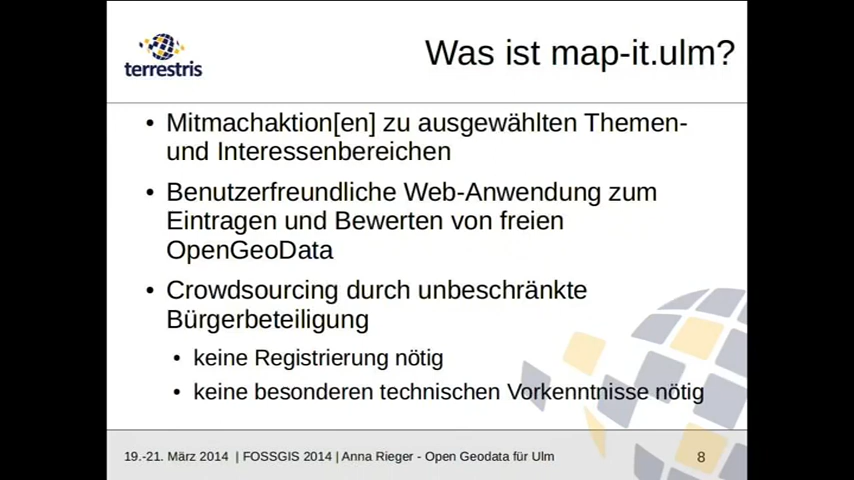 terrestris
Was ist map-it.ulm?
• Mitmachaktion[en] zu ausgewählten Themen-
und Interessenbereichen
• Benutzerfreundliche Web-Anwendung zum
Eintragen und Bewerten von freien
OpenGeoData
• Crowdsourcing durch unbeschränkte
Bürgerbeteiligung
• keine Registrierung nötig
• keine besonderen technischen Vorkenntnisse nötig
19.-21. März 2014 | FOSSGIS 2014 | Anna Rieger - Open Geodata für Ulm
8